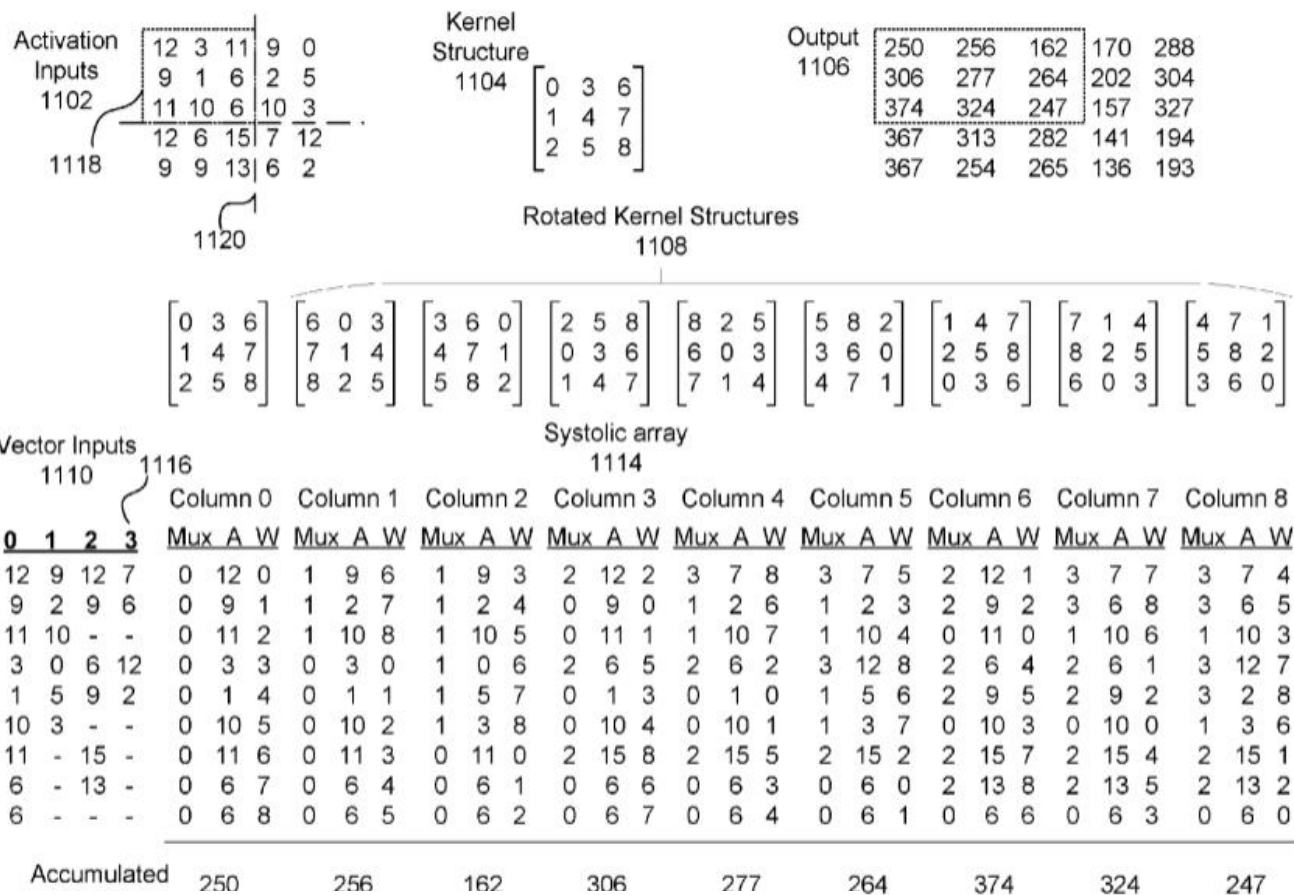 Activation Inputs 1102
12 3 11 9 0
9 1 6 2 5
11 10 6 10 3
12 6 15 7 12
9 9 13 6 2
1118
1120
Kernel Structure 1104
0 3 6
1 4 7
2 5 8
Output 1106
250 256 162 170 288
306 277 264 202 304
374 324 247 157 327
367 313 282 141 194
367 254 265 136 193
Rotated Kernel Structures
1108
0 3 6 6 0 3 3 6 0 2 5 8 8 2 5 5 8 2 1 4 7 7 1 4 4 7 1
1 4 7 7 1 4 4 7 1 0 3 6 6 0 3 3 6 0 2 5 8 8 2 5 5 8 2
2 5 8 8 2 5 5 8 2 1 4 7 7 1 4 4 7 1 0 3 6 6 0 3 3 6 0
Vector Inputs
1110
1116
Systolic array
1114
Column 0 Column 1 Column 2 Column 3 Column 4 Column 5 Column 6 Column 7 Column 8
0 1 2 3 Mux A W Mux A W Mux A W Mux A W Mux A W Mux A W Mux A W Mux A W Mux A W
12 9 12 7 0 12 0 1 9 6 1 9 3 2 12 2 3 7 8 3 7 5 2 12 1 3 7 7 3 7 4
9 2 9 6 0 9 1 1 2 7 1 2 4 0 9 0 1 2 6 1 2 3 2 9 2 3 6 8 3 6 5
11 10 - - 0 11 2 1 10 8 1 10 5 0 11 1 1 10 7 1 10 4 0 11 0 1 10 6 1 10 3
3 0 6 12 0 3 3 0 3 0 1 0 6 2 6 5 2 6 2 3 12 8 2 6 4 2 6 1 3 12 7
1 5 9 2 0 1 4 0 1 1 1 5 7 0 1 3 0 1 0 1 5 6 2 9 5 2 9 2 3 2 8
10 3 - - 0 10 5 0 10 2 1 3 8 0 10 4 0 10 1 1 3 7 0 10 3 0 10 0 1 3 6
11 - 15 - 0 11 6 0 11 3 0 11 0 2 15 8 2 15 5 2 15 2 2 15 7 2 15 4 2 15 1
6 - 13 - 0 6 7 0 6 4 0 6 1 0 6 6 0 6 3 0 6 0 2 13 8 2 13 5 2 13 2
6 - - - 0 6 8 0 6 5 0 6 2 0 6 7 0 6 4 0 6 1 0 6 6 0 6 3 0 6 0
Accumulated 250 256 162 306 277 264 374 324 247